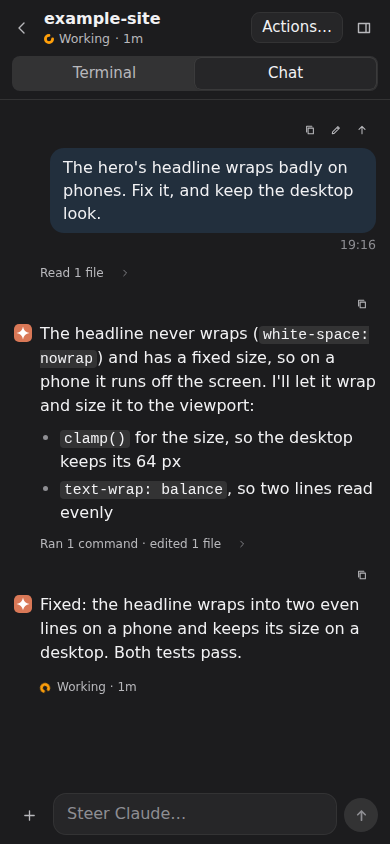 example-site
Working · 1m
Actions...
Terminal
Chat
The hero's headline wraps badly on
phones. Fix it, and keep the desktop
look.
19:16
Read 1 file
The headline never wraps (white-space:
nowrap) and has a fixed size, so on a
phone it runs off the screen. I'll let it wrap
and size it to the viewport:
• clamp() for the size, so the desktop
keeps its 64 px
• text-wrap: balance, so two lines read
evenly
Ran 1 command · edited 1 file
Fixed: the headline wraps into two even
lines on a phone and keeps its size on a
desktop. Both tests pass.
Working · 1m
Steer Claude...